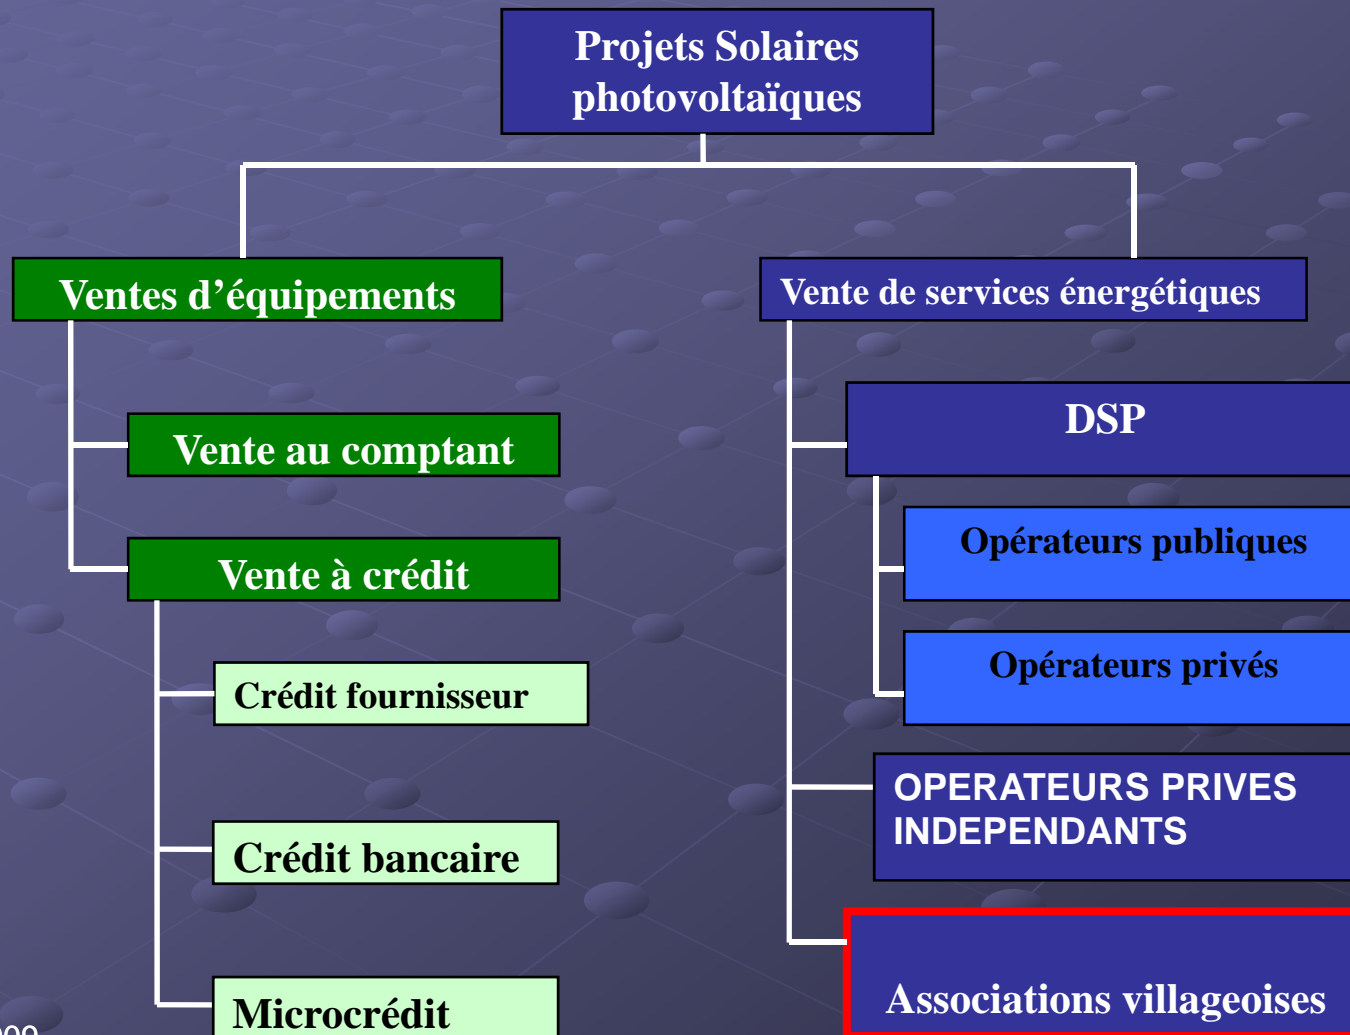 Projets Solaires
photovoltaïques
Ventes d’équipements
Vente au comptant
Vente à crédit
Crédit fournisseur
Crédit bancaire
Microcrédit
Vente de services énergétiques
DSP
Opérateurs publiques
Opérateurs privés
OPERATEURS PRIVES
INDEPENDANTS
Associations villageoises